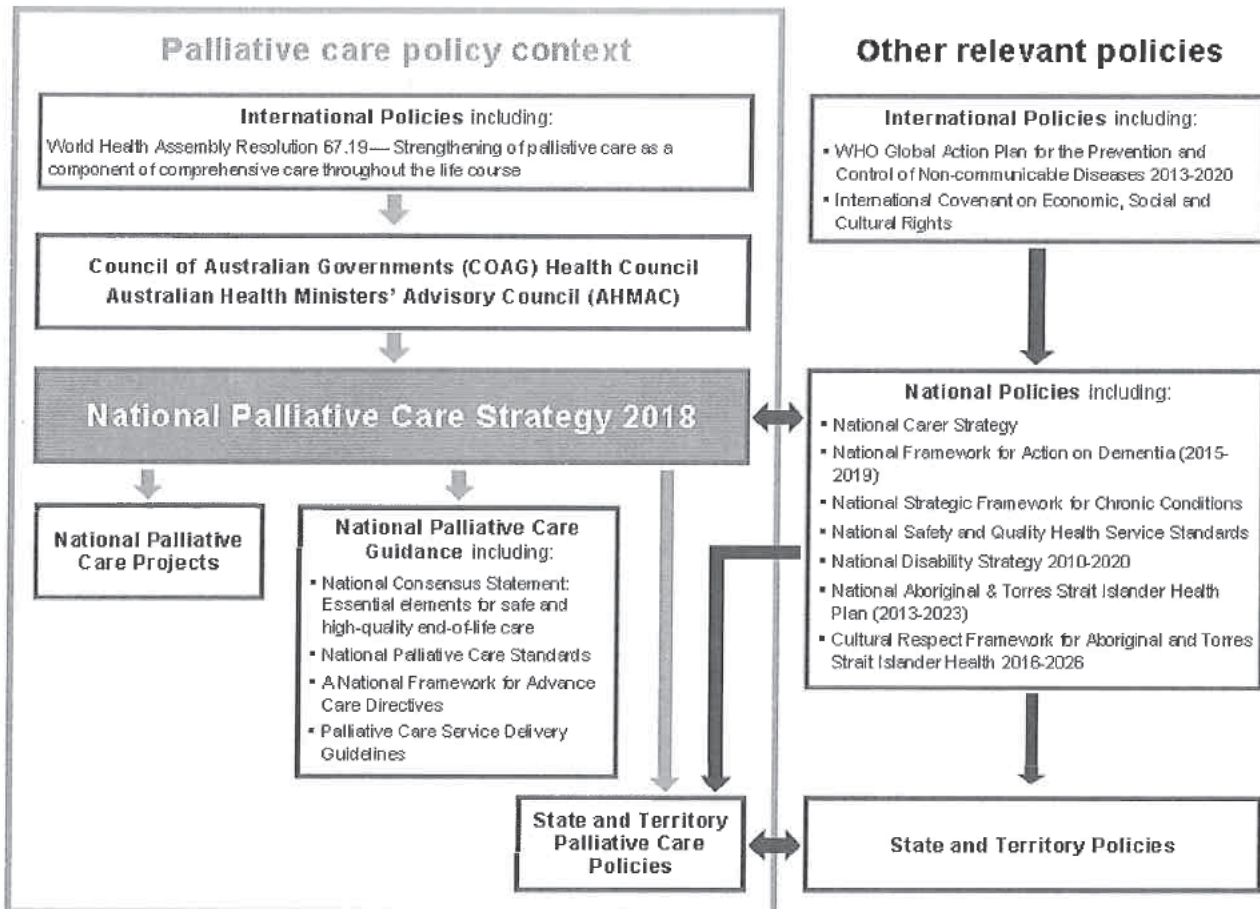 Palliative care policy context
International Policies including:
World Health Assembly Resolution 67.19— Strengthening of palliative care as a
component of comprehensive care throughout the life course
Council of Australian Governments (COAG) Health Council
Australian Health Ministers' Advisory Council (AHMAC)
National Palliative Care Strategy 2018
National Palliative
Care Projects
National Palliative Care
Guidance including:
▪ National Consensus Statement:
Essential elements for safe and
high-quality end-of-life care
▪ National Palliative Care Standards
▪ A National Framework for Advance
Care Directives
▪ Palliative Care Service Delivery
Guidelines
State and Territory
Palliative Care
Policies
Other relevant policies
International Policies including:
▪ WHO Global Action Plan for the Prevention and
Control of Non-communicable Diseases 2013-2020
▪ International Covenant on Economic, Social and
Cultural Rights
National Policies including:
▪ National Carer Strategy
▪ National Framework for Action on Dementia (2015-
2019)
▪ National Strategic Framework for Chronic Conditions
▪ National Safety and Quality Health Service Standards
▪ National Disability Strategy 2010-2020
▪ National Aboriginal & Torres Strait Islander Health
Plan (2013-2023)
▪ Cultural Respect Framework for Aboriginal and Torres
Strait Islander Health 2016-2026
State and Territory Policies